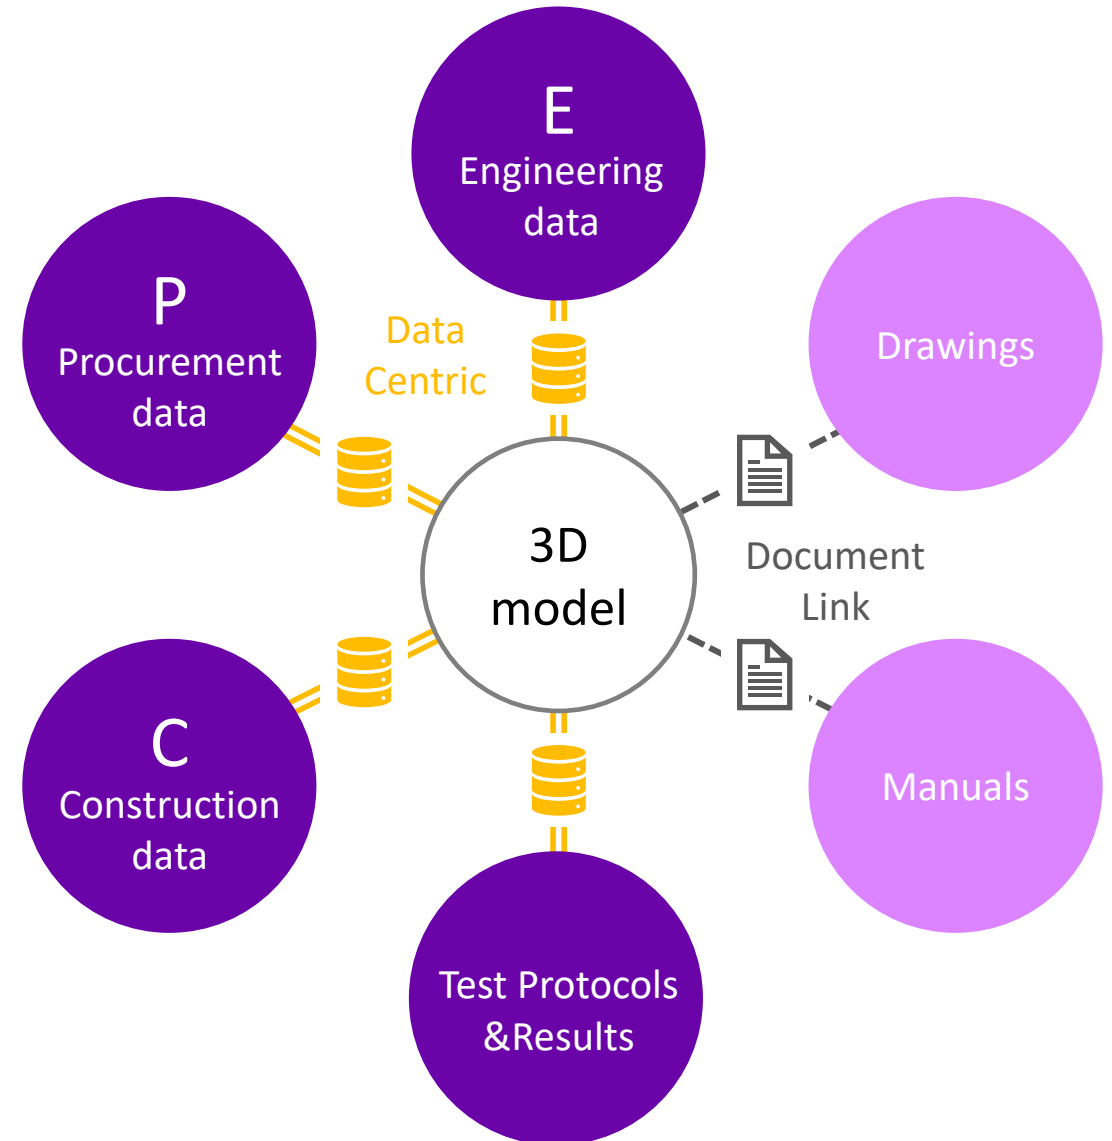 E
Engineering
data
P
Procurement
data
Data
Centric
Drawings
3D
model
Document
Link
C
Construction
data
Manuals
Test Protocols
&Results